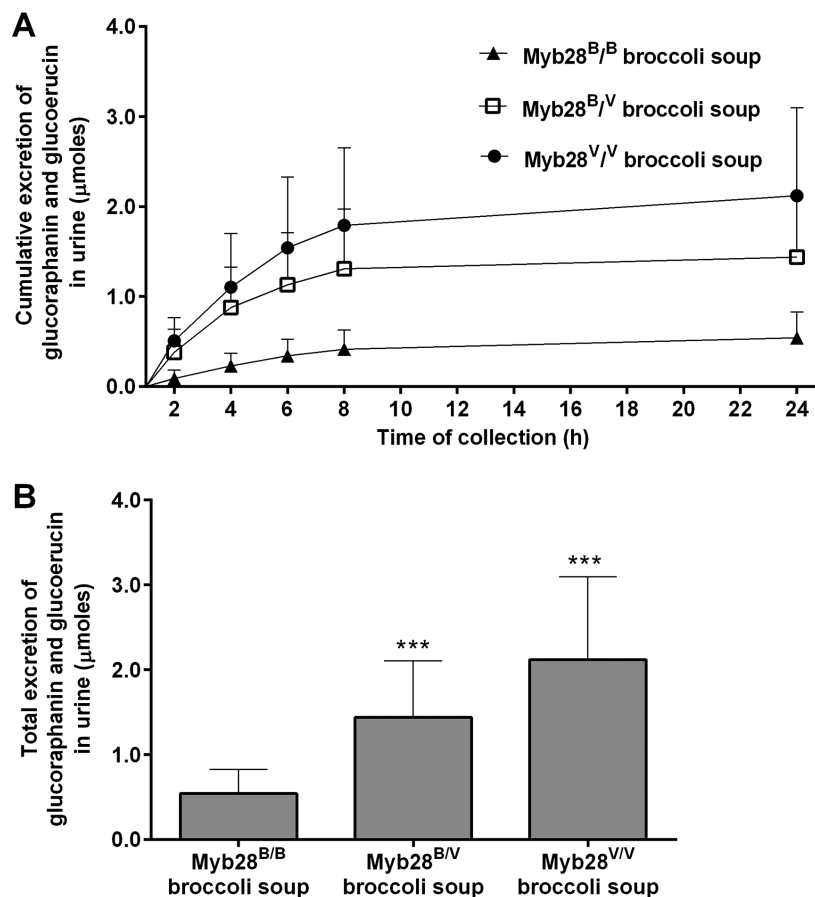 A
4.0
3.0
2.0
1.0
0.0
Cumulative excretion of
glucoraphanin and glucoerucin
in urine (μmoles)
Myb28B/B broccoli soup
Myb28B/V broccoli soup
Myb28V/V broccoli soup
2 4 6 8 10 12 14 16 18 20 22 24
Time of collection (h)
B
4.0
3.0
2.0
1.0
0.0
Total excretion of
glucoraphanin and glucoerucin
in urine (μmoles)
***
***
Myb28B/B
broccoli soup
Myb28B/V
broccoli soup
Myb28V/V
broccoli soup